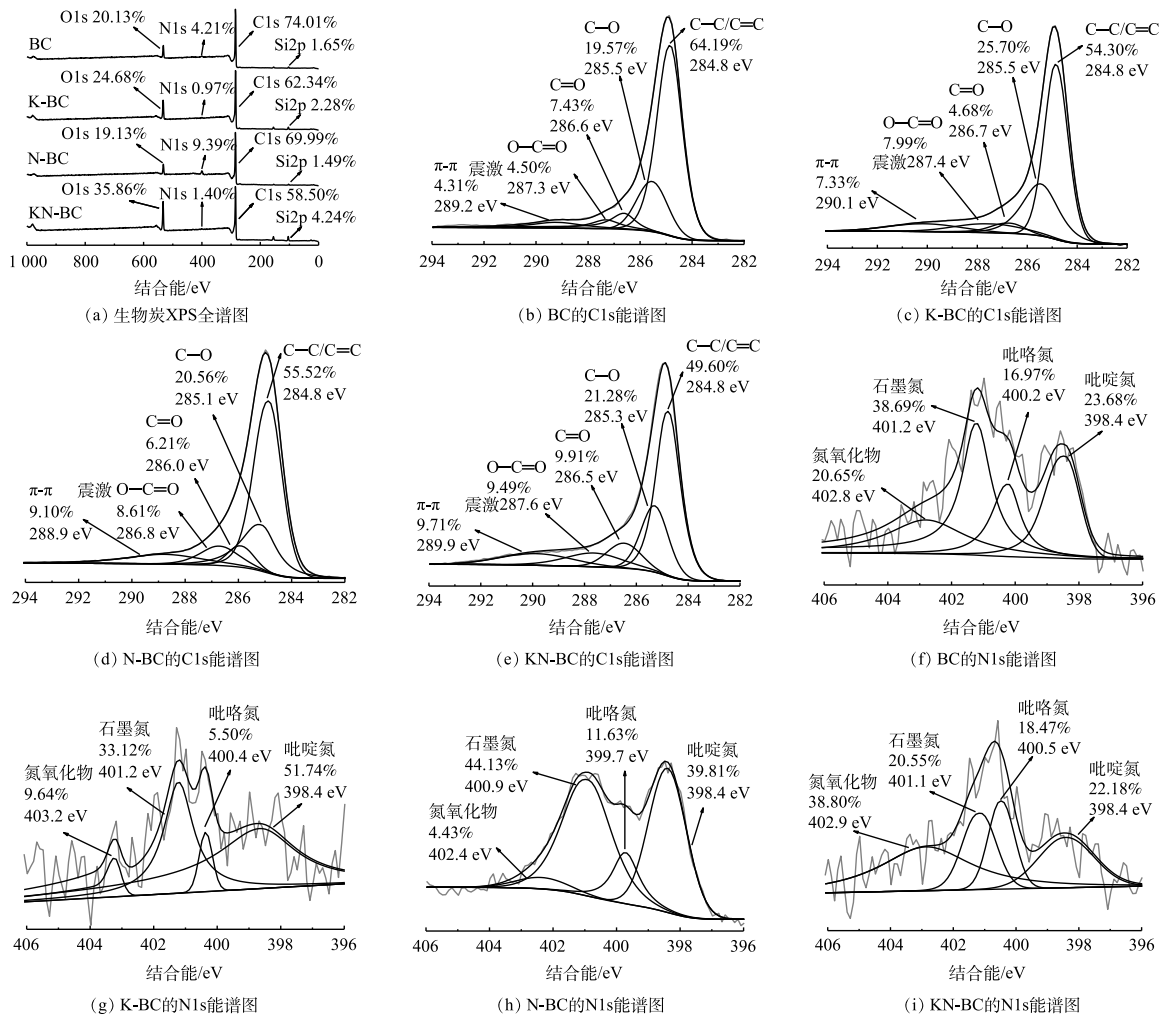 O1s 20.13%
N1s 4.21%
C1s 74.01%
BC
Si2p 1.65%
O1s 24.68%
N1s 0.97%
C1s 62.34%
K-BC
Si2p 2.28%
O1s 19.13%
N1s 9.39%
C1s 69.99%
N-BC
Si2p 1.49%
O1s 35.86%
N1s 1.40%
C1s 58.50%
KN-BC
Si2p 4.24%
1 000 800 600 400 200 0
结合能/eV
(a) 生物炭XPS全谱图
C—O
19.57%
285.5 eV
C—C/C=C
64.19%
284.8 eV
C=O
7.43%
286.6 eV
O—C=O
4.50%
287.3 eV
π-π 震激
4.31%
289.2 eV
294 292 290 288 286 284 282
结合能/eV
(b) BC的C1s能谱图
C—O
25.70%
285.5 eV
C—C/C=C
54.30%
284.8 eV
C=O
4.68%
286.7 eV
O—C=O
7.99%
287.4 eV
π-π 震激
7.33%
290.1 eV
294 292 290 288 286 284 282
结合能/eV
(c) K-BC的C1s能谱图
C—O
20.56%
285.1 eV
C—C/C=C
55.52%
284.8 eV
C=O
6.21%
286.0 eV
O—C=O
8.61%
286.8 eV
π-π 震激
9.10%
288.9 eV
294 292 290 288 286 284 282
结合能/eV
(d) N-BC的C1s能谱图
C—O
21.28%
285.3 eV
C—C/C=C
49.60%
284.8 eV
C=O
9.91%
286.5 eV
O—C=O
9.49%
287.6 eV
π-π 震激
9.71%
289.9 eV
294 292 290 288 286 284 282
结合能/eV
(e) KN-BC的C1s能谱图
吡咯氮
16.97%
400.2 eV
石墨氮
38.69%
401.2 eV
吡啶氮
23.68%
398.4 eV
氮氧化物
20.65%
402.8 eV
406 404 402 400 398 396
结合能/eV
(f) BC的N1s能谱图
石墨氮
33.12%
401.2 eV
吡咯氮
5.50%
400.4 eV
吡啶氮
51.74%
398.4 eV
氮氧化物
9.64%
403.2 eV
406 404 402 400 398 396
结合能/eV
(g) K-BC的N1s能谱图
石墨氮
44.13%
400.9 eV
吡咯氮
11.63%
399.7 eV
吡啶氮
39.81%
398.4 eV
氮氧化物
4.43%
402.4 eV
406 404 402 400 398 396
结合能/eV
(h) N-BC的N1s能谱图
吡咯氮
18.47%
400.5 eV
石墨氮
20.55%
401.1 eV
吡啶氮
22.18%
398.4 eV
氮氧化物
38.80%
402.9 eV
406 404 402 400 398 396
结合能/eV
(i) KN-BC的N1s能谱图